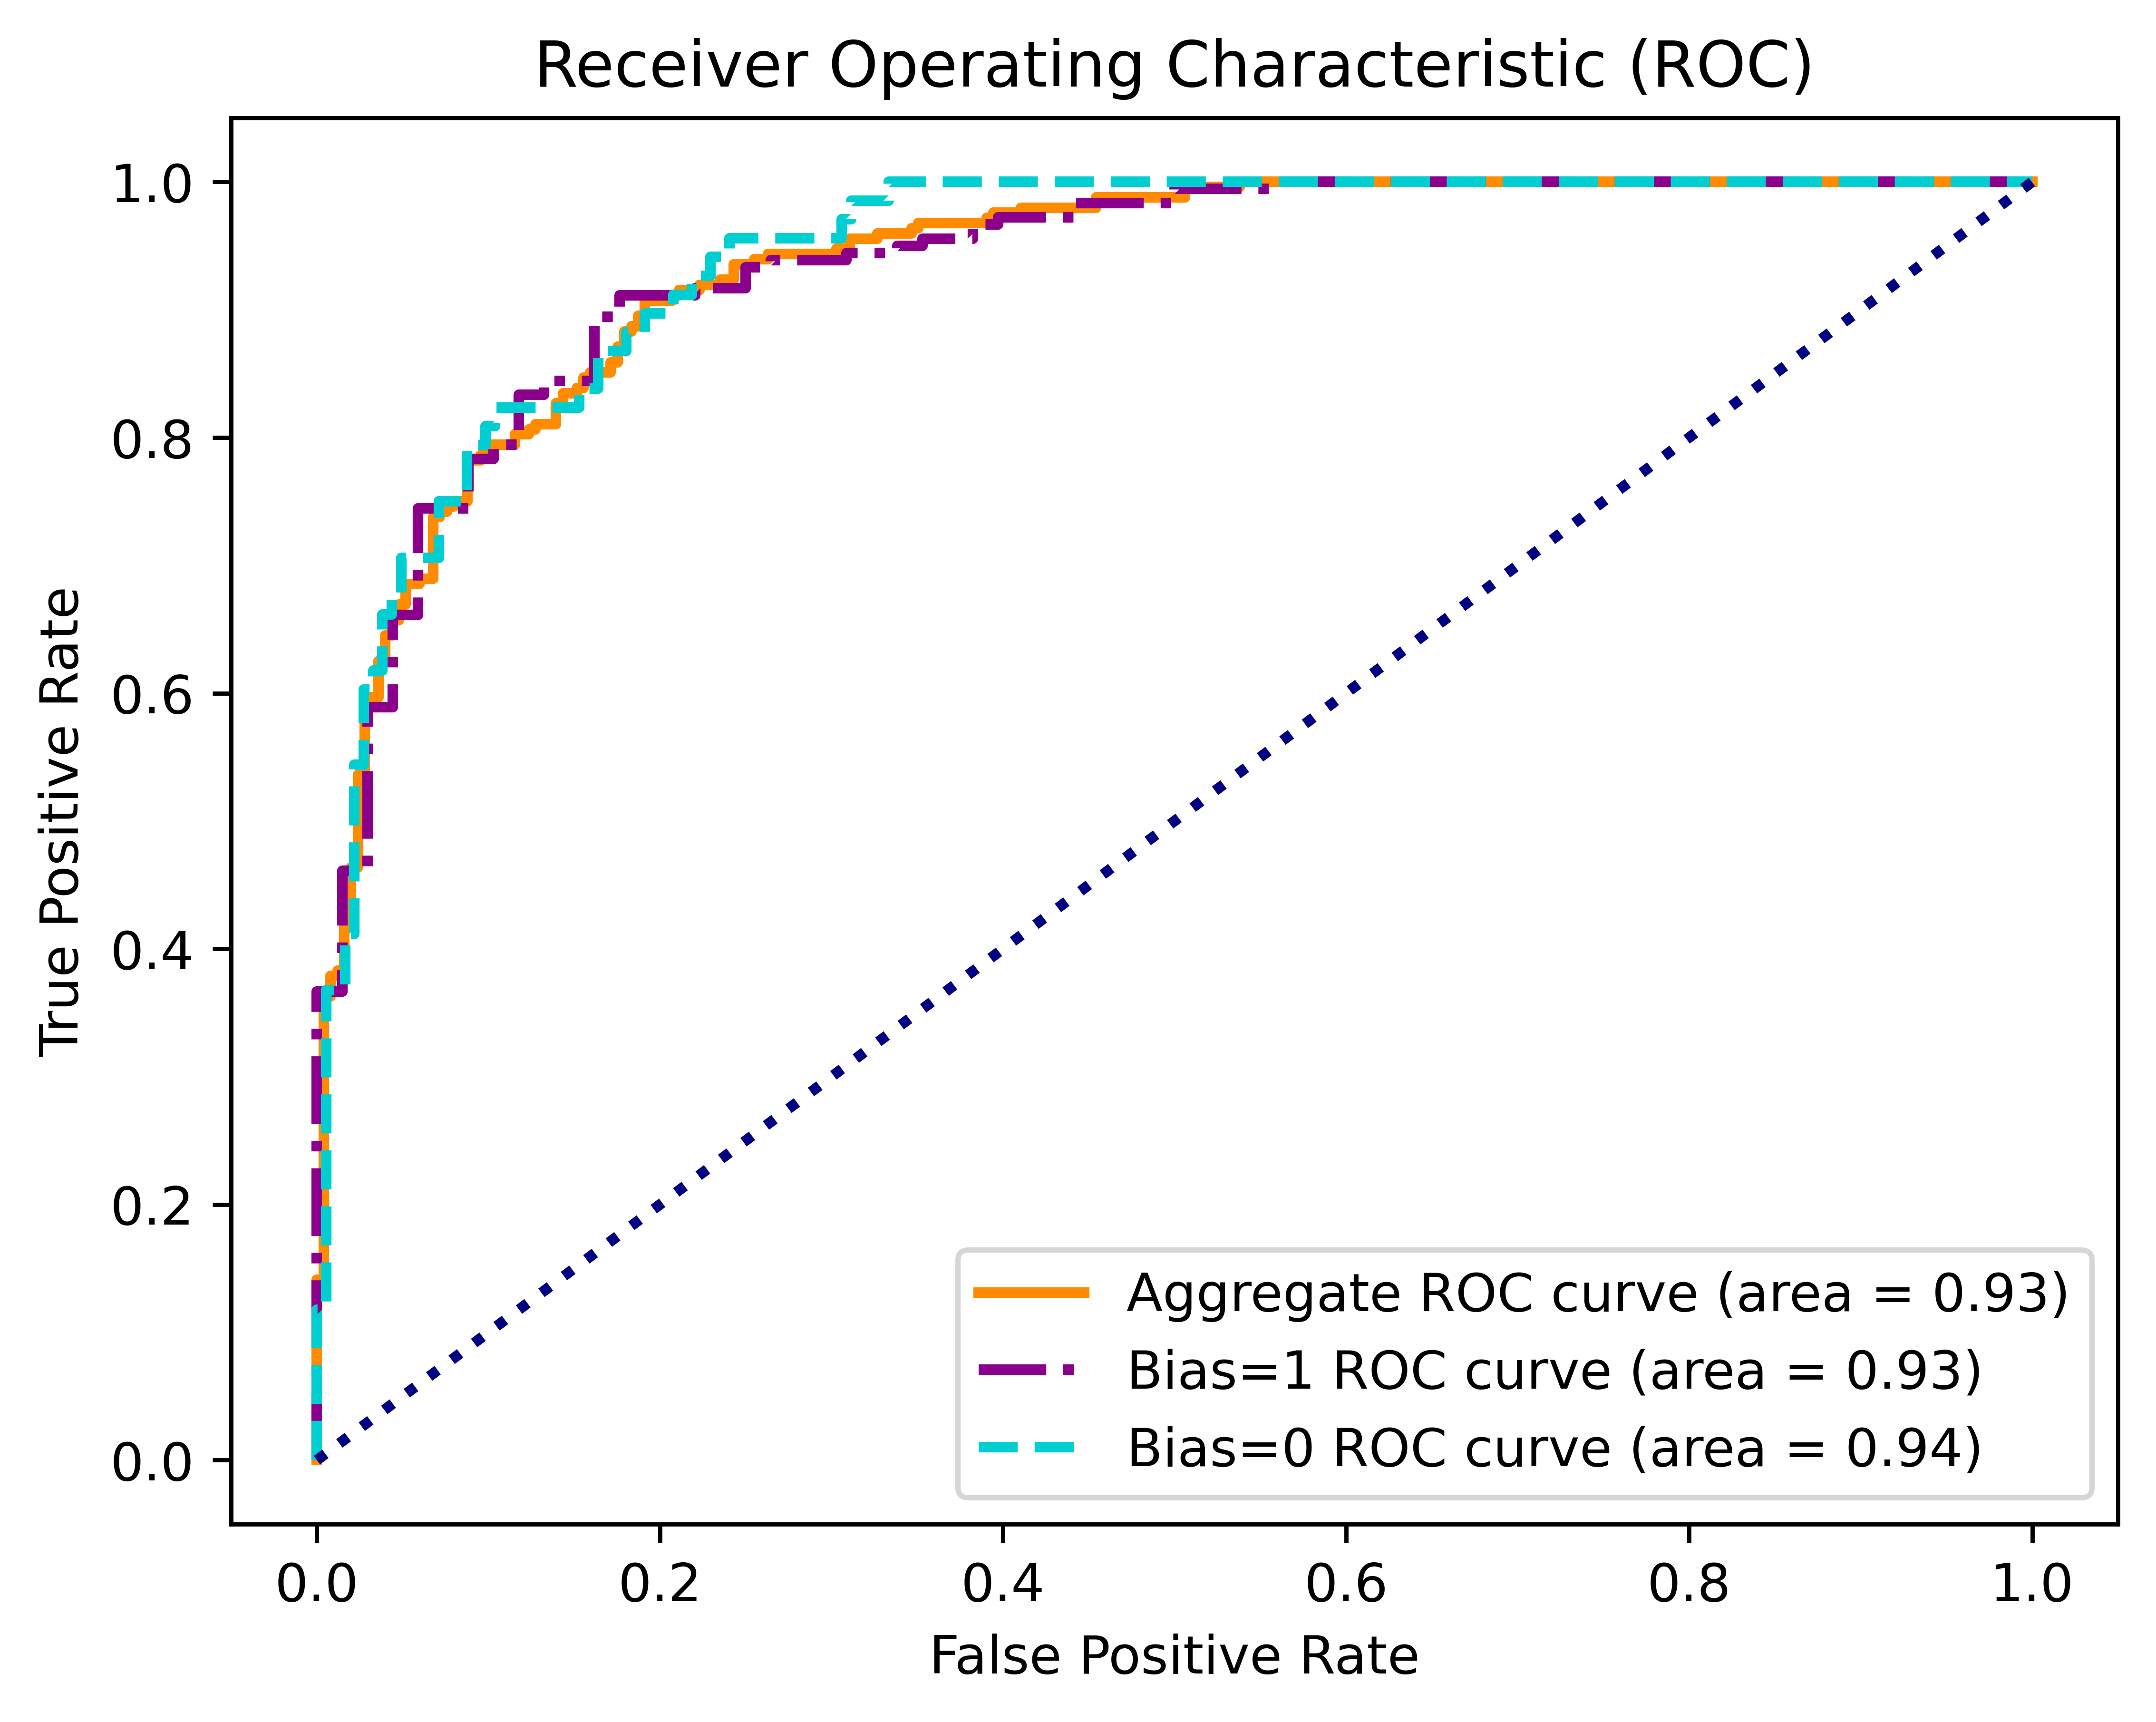 Receiver Operating Characteristic (ROC)
1.0
0.8
0.6
0.4
0.2
0.0
True Positive Rate
Aggregate ROC curve (area = 0.93)
Bias=1 ROC curve (area = 0.93)
Bias=0 ROC curve (area = 0.94)
0.0 0.2 0.4 0.6 0.8 1.0
False Positive Rate